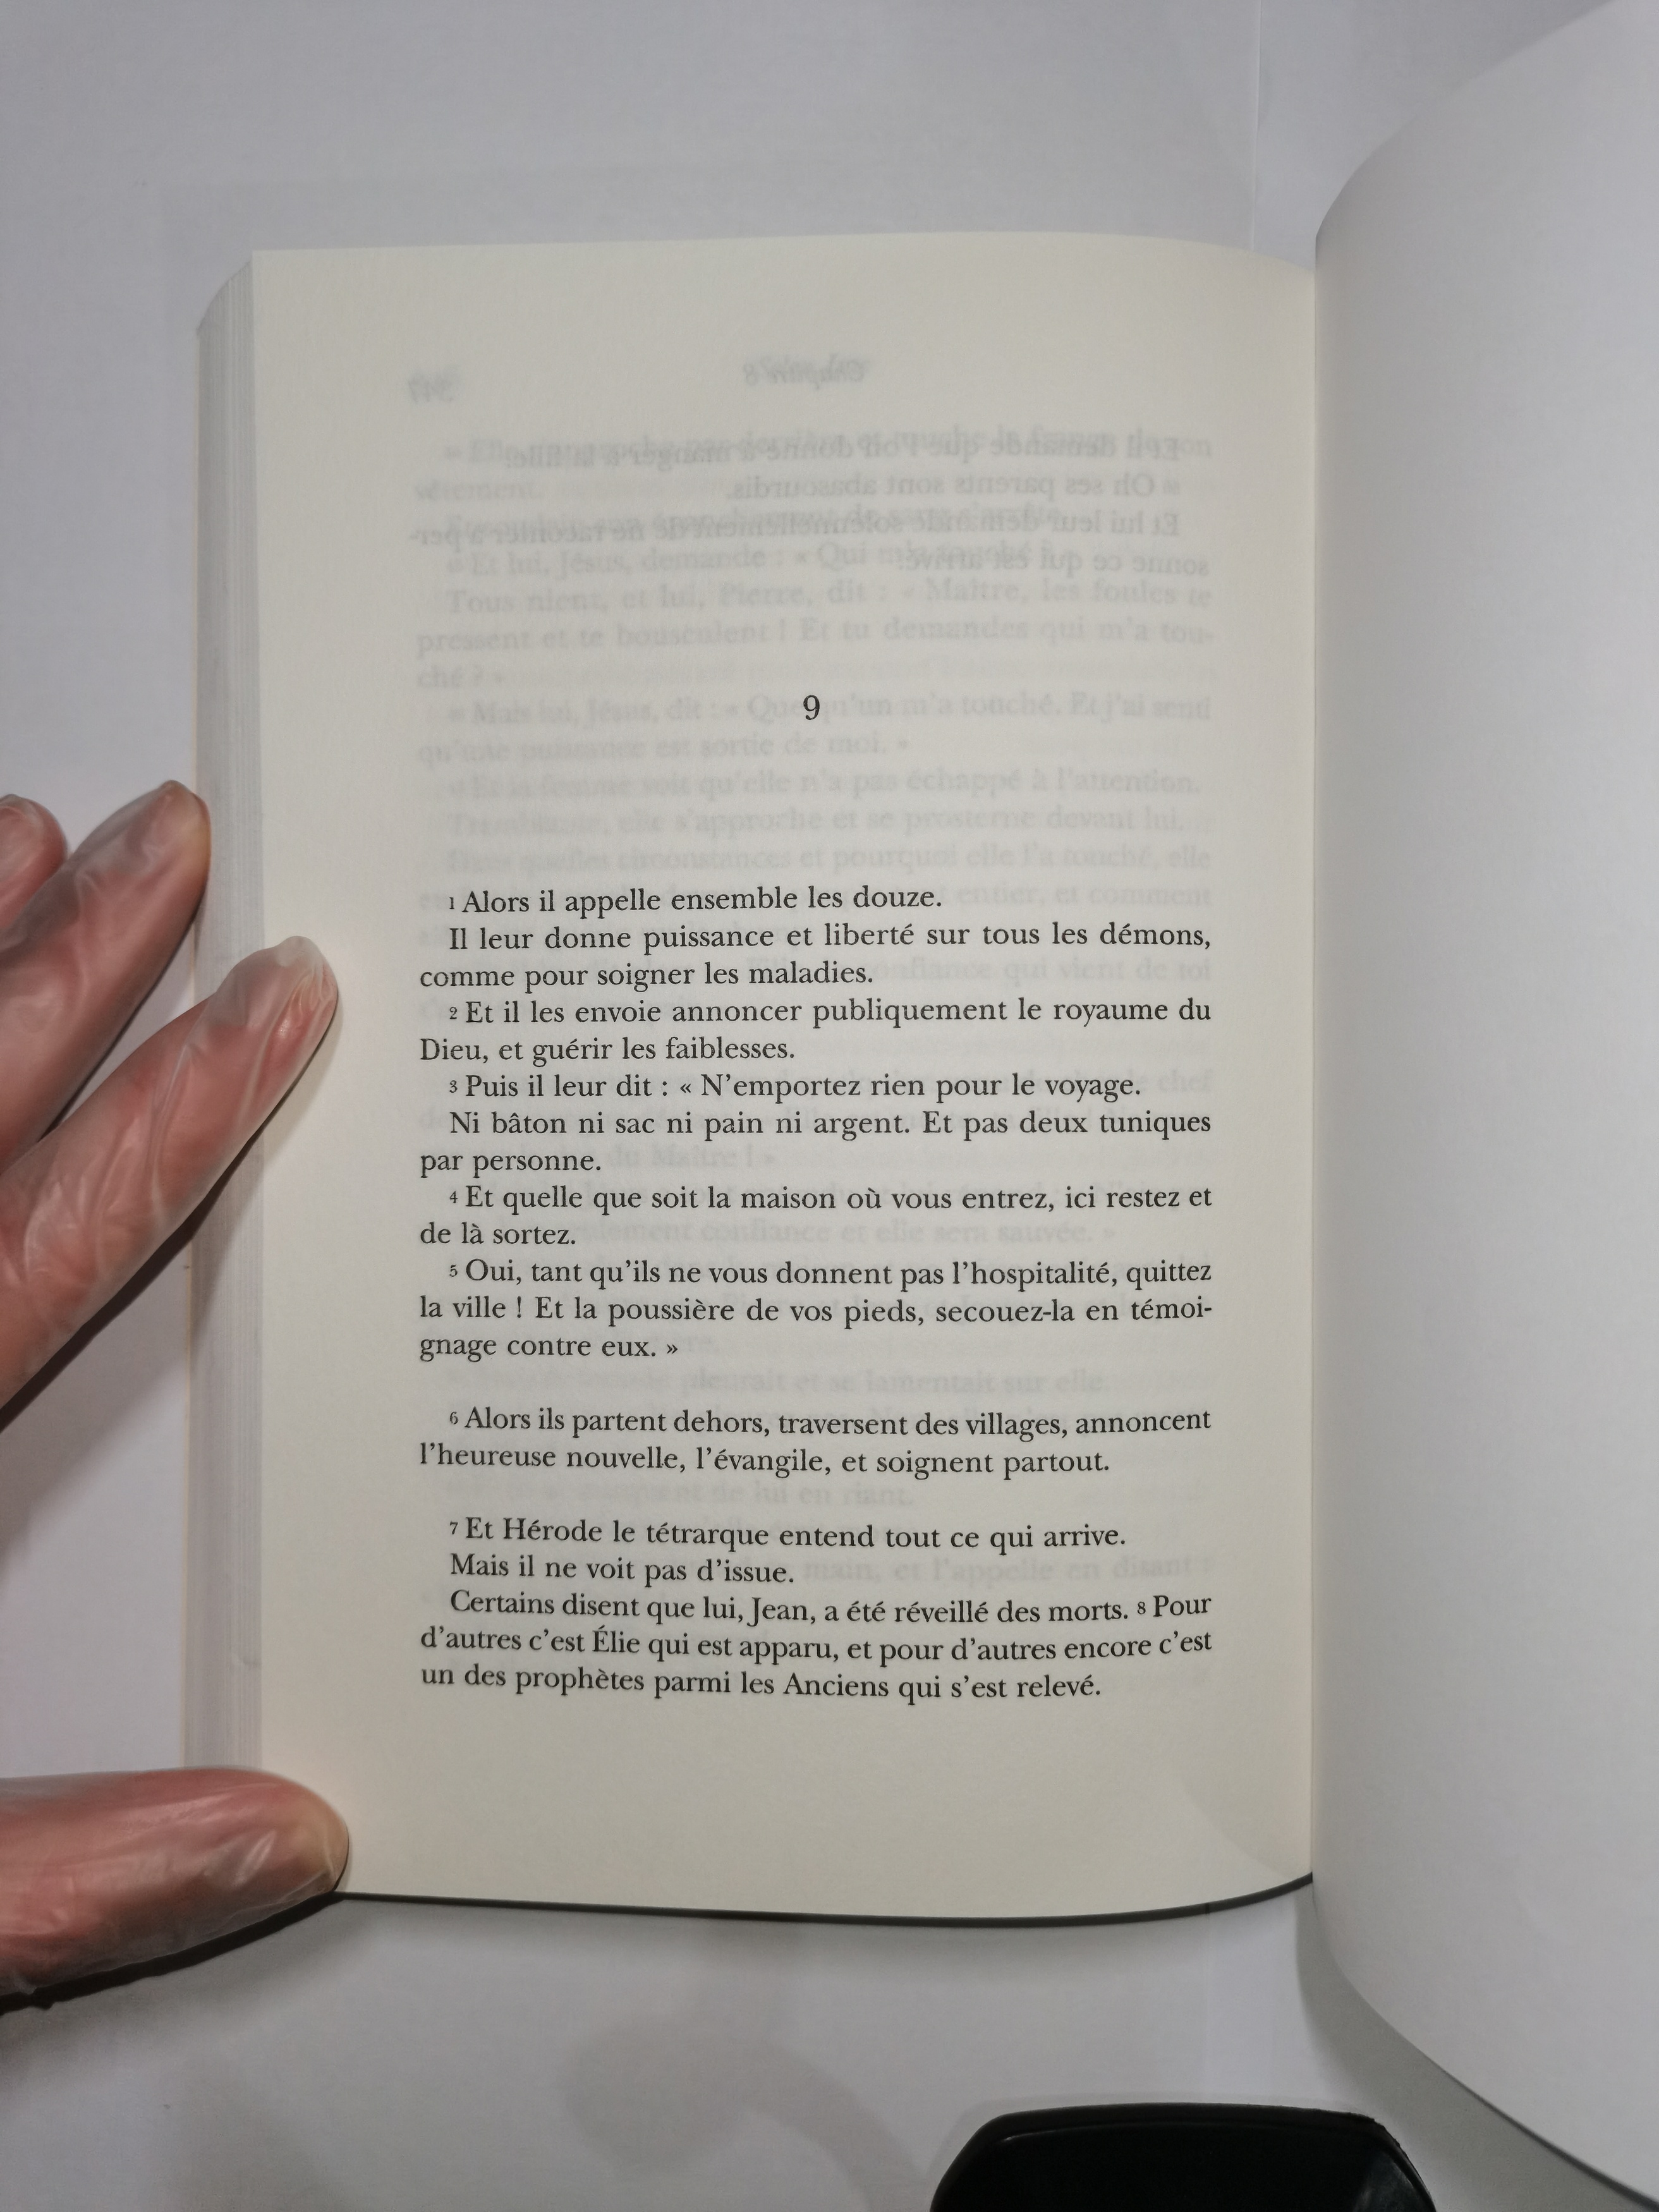 9
1 Alors il appelle ensemble les douze.
Il leur donne puissance et liberté sur tous les démons,
comme pour soigner les maladies.
2 Et il les envoie annoncer publiquement le royaume du
Dieu, et guérir les faiblesses.
3 Puis il leur dit : « N’emportez rien pour le voyage.
Ni bâton ni sac ni pain ni argent. Et pas deux tuniques
par personne.
4 Et quelle que soit la maison où vous entrez, ici restez et
de là sortez.
5 Oui, tant qu’ils ne vous donnent pas l’hospitalité, quittez
la ville ! Et la poussière de vos pieds, secouez-la en témoi-
gnage contre eux. »
6 Alors ils partent dehors, traversent des villages, annoncent
l’heureuse nouvelle, l’évangile, et soignent partout.
7 Et Hérode le tétrarque entend tout ce qui arrive.
Mais il ne voit pas d’issue.
Certains disent que lui, Jean, a été réveillé des morts. 8 Pour
d’autres c’est Élie qui est apparu, et pour d’autres encore c’est
un des prophètes parmi les Anciens qui s’est relevé.